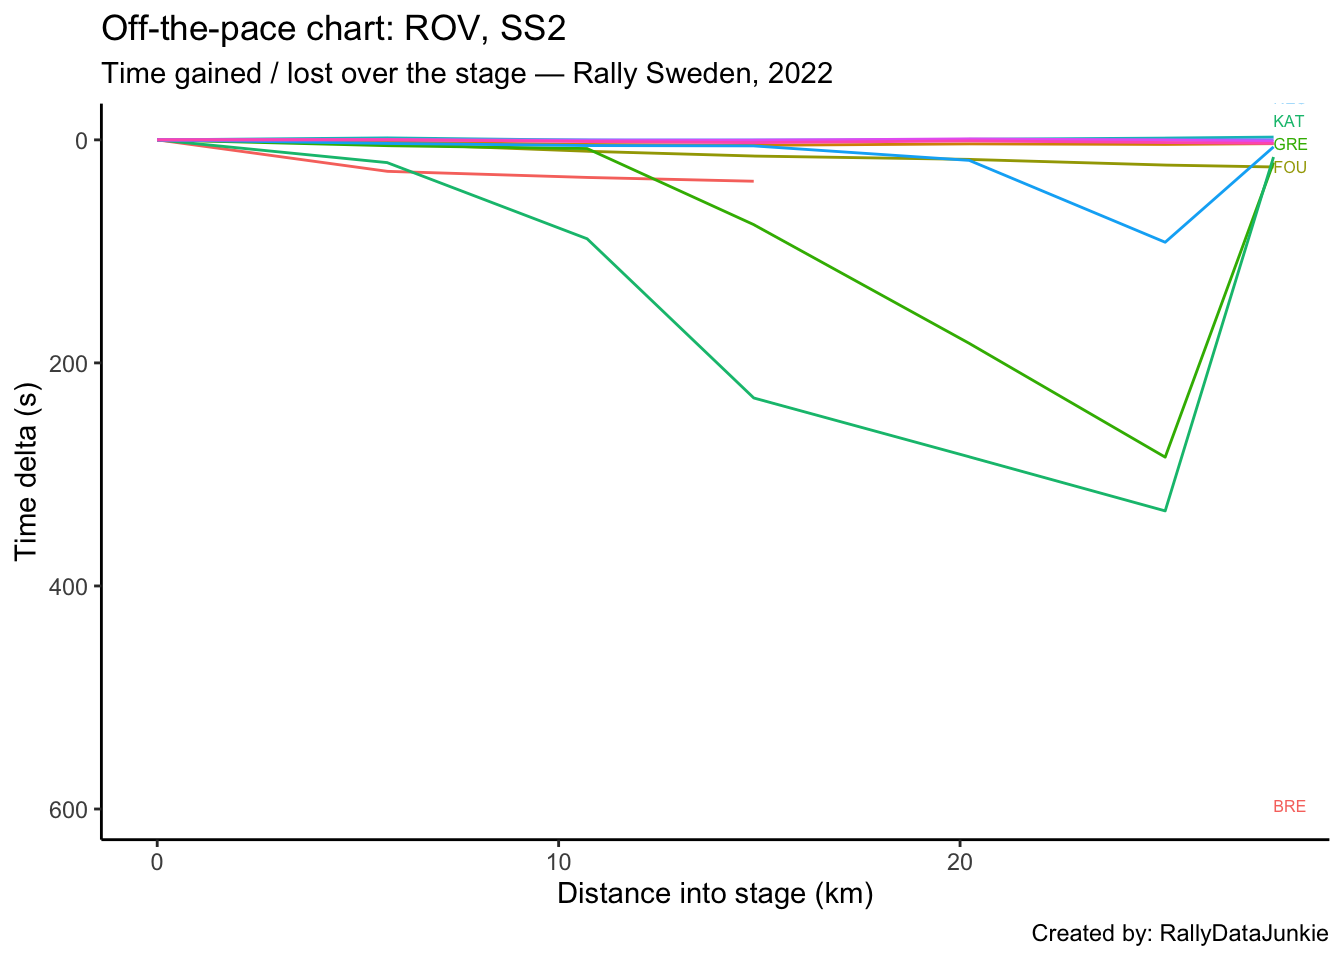 Off-the-pace chart: ROV, SS2
Time gained / lost over the stage — Rally Sweden, 2022
KAT
0
GRE
FOU
200
Time delta (s)
400
600
BRE
0
10
20
Distance into stage (km)
Created by: RallyDataJunkie